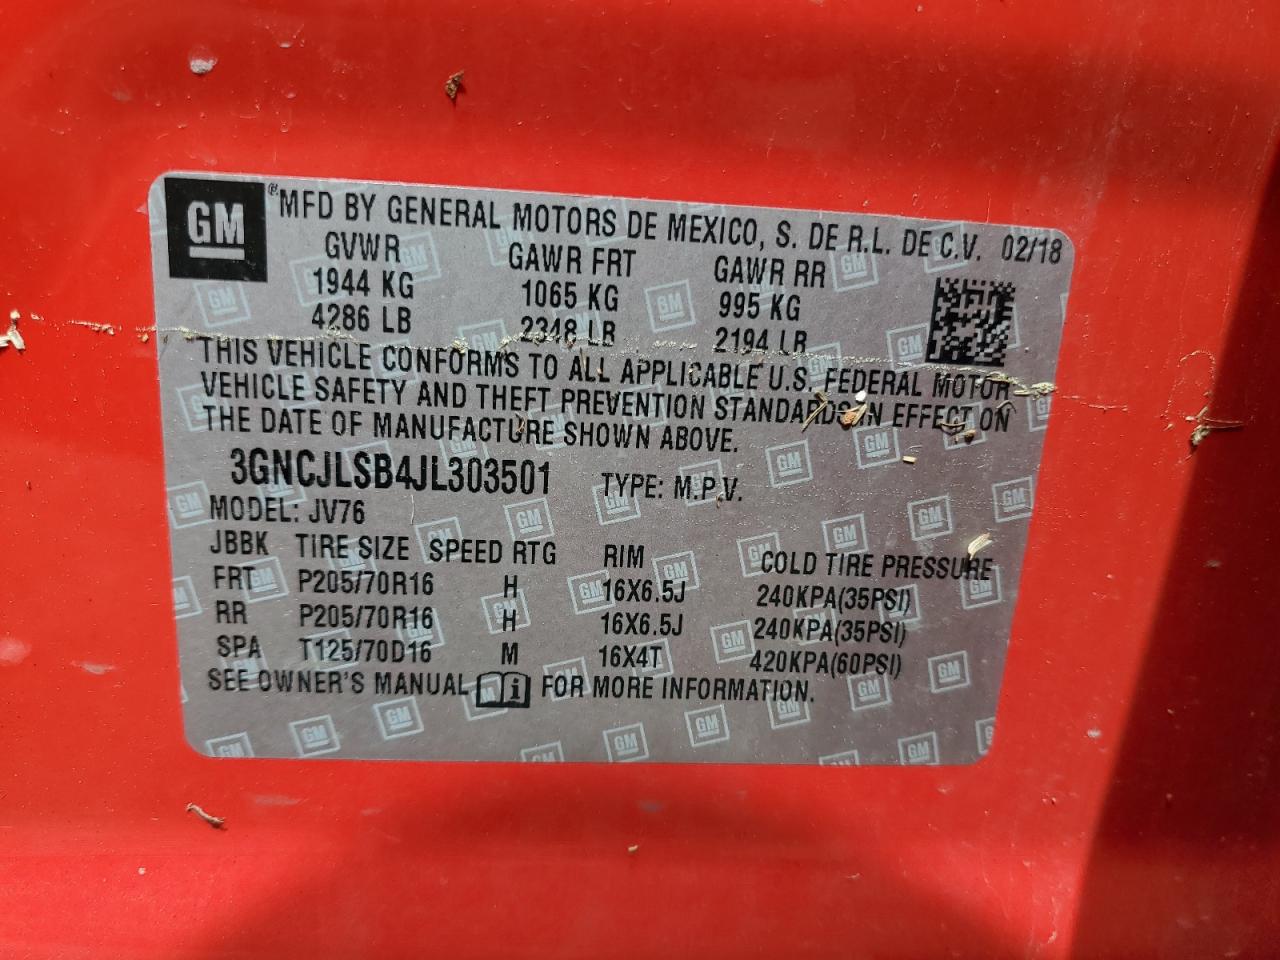 GM ® MFD BY GENERAL MOTORS DE MEXICO, S. DE R.L. DE C.V. 02/18
GVWR GAWR FRT GAWR RR
1944 KG 1065 KG 995 KG
4286 LB 2348 LB 2194 LB
THIS VEHICLE CONFORMS TO ALL APPLICABLE U.S. FEDERAL MOTOR
VEHICLE SAFETY AND THEFT PREVENTION STANDARDS IN EFFECT ON
THE DATE OF MANUFACTURE SHOWN ABOVE.
3GNCJLSB4JL303501 TYPE: M.P.V.
MODEL: JV76
JBBK TIRE SIZE SPEED RTG RIM COLD TIRE PRESSURE
FRT P205/70R16 H 16X6.5J 240KPA(35PSI)
RR P205/70R16 H 16X6.5J 240KPA(35PSI)
SPA T125/70D16 M 16X4T 420KPA(60PSI)
SEE OWNER'S MANUAL i FOR MORE INFORMATION.